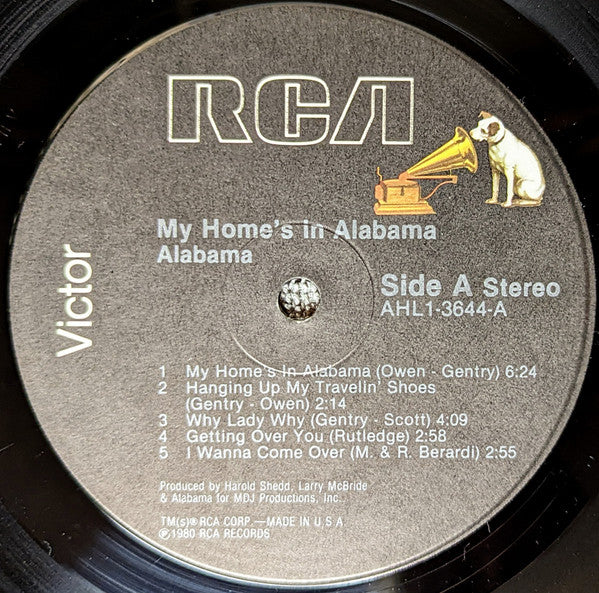 RCA
Victor
My Home's in Alabama
Alabama
Side A Stereo
AHL1-3644-A
1 My Home's In Alabama (Owen - Gentry) 6:24
2 Hanging Up My Travelin' Shoes
(Gentry - Owen) 2:14
3 Why Lady Why (Gentry - Scott) 4:09
4 Getting Over You (Rutledge) 2:58
5 I Wanna Come Over (M. & R. Berardi) 2:55
Produced by Harold Shedd, Larry McBride
& Alabama for MDJ Productions, Inc.
TM(s)® RCA CORP.—MADE IN U.S.A.
℗1980 RCA RECORDS